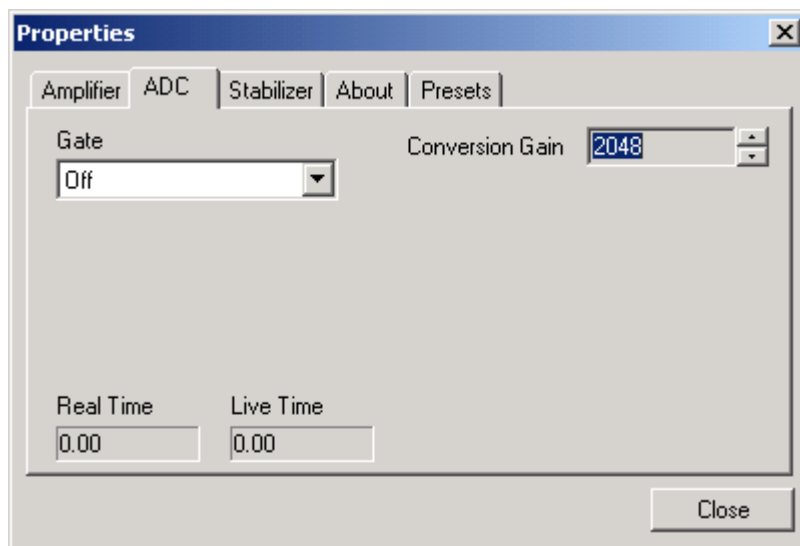 Properties
Amplifier ADC Stabilizer About Presets
Gate
Off
Conversion Gain 2048
Real Time Live Time
0.00 0.00
Close